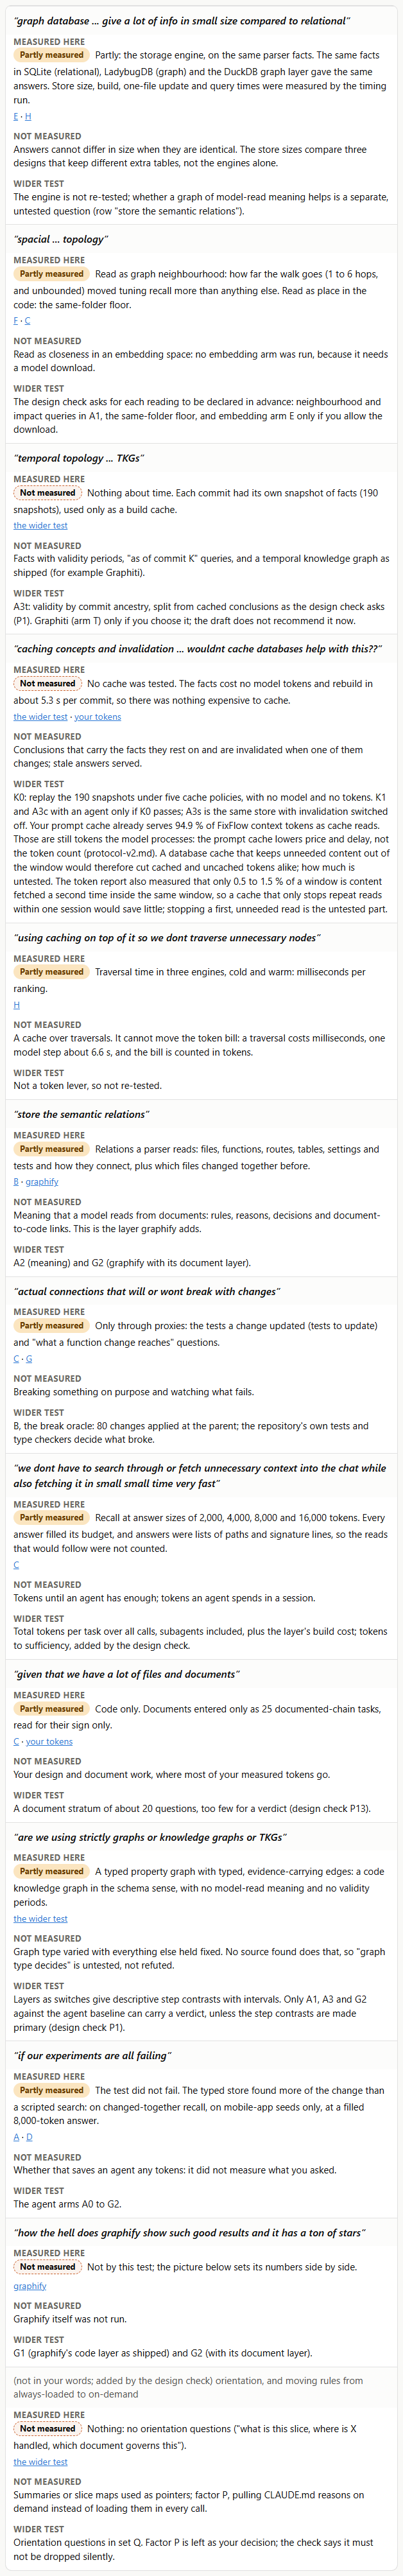 "graph database ... give a lot of info in small size compared to relational"
MEASURED HERE
Partly measured Partly: the storage engine, on the same parser facts. The same facts
in SQLite (relational), LadybugDB (graph) and the DuckDB graph layer gave the same
answers. Store size, build, one-file update and query times were measured by the timing
run.
E · H
NOT MEASURED
Answers cannot differ in size when they are identical. The store sizes compare three
designs that keep different extra tables, not the engines alone.
WIDER TEST
The engine is not re-tested; whether a graph of model-read meaning helps is a separate,
untested question (row "store the semantic relations").
"spacial ... topology"
MEASURED HERE
Partly measured Read as graph neighbourhood: how far the walk goes (1 to 6 hops,
and unbounded) moved tuning recall more than anything else. Read as place in the
code: the same-folder floor.
F · C
NOT MEASURED
Read as closeness in an embedding space: no embedding arm was run, because it needs
a model download.
WIDER TEST
The design check asks for each reading to be declared in advance: neighbourhood and
impact queries in A1, the same-folder floor, and embedding arm E only if you allow the
download.
"temporal topology ... TKGs"
MEASURED HERE
Not measured Nothing about time. Each commit had its own snapshot of facts (190
snapshots), used only as a build cache.
the wider test
NOT MEASURED
Facts with validity periods, "as of commit K" queries, and a temporal knowledge graph as
shipped (for example Graphiti).
WIDER TEST
A3t: validity by commit ancestry, split from cached conclusions as the design check asks
(P1). Graphiti (arm T) only if you choose it; the draft does not recommend it now.
"caching concepts and invalidation ... wouldnt cache databases help with this??"
MEASURED HERE
Not measured No cache was tested. The facts cost no model tokens and rebuild in
about 5.3 s per commit, so there was nothing expensive to cache.
the wider test · your tokens
NOT MEASURED
Conclusions that carry the facts they rest on and are invalidated when one of them
changes; stale answers served.
WIDER TEST
K0: replay the 190 snapshots under five cache policies, with no model and no tokens. K1
and A3c with an agent only if K0 passes; A3s is the same store with invalidation switched
off. Your prompt cache already serves 94.9 % of FixFlow context tokens as cache reads.
Those are still tokens the model processes: the prompt cache lowers price and delay, not
the token count (protocol-v2.md). A database cache that keeps unneeded content out of
the window would therefore cut cached and uncached tokens alike; how much is
untested. The token report also measured that only 0.5 to 1.5 % of a window is content
fetched a second time inside the same window, so a cache that only stops repeat reads
within one session would save little; stopping a first, unneeded read is the untested part.
"using caching on top of it so we dont traverse unnecessary nodes"
MEASURED HERE
Partly measured Traversal time in three engines, cold and warm: milliseconds per
ranking.
H
NOT MEASURED
A cache over traversals. It cannot move the token bill: a traversal costs milliseconds, one
model step about 6.6 s, and the bill is counted in tokens.
WIDER TEST
Not a token lever, so not re-tested.
"store the semantic relations"
MEASURED HERE
Partly measured Relations a parser reads: files, functions, routes, tables, settings and
tests and how they connect, plus which files changed together before.
B · graphify
NOT MEASURED
Meaning that a model reads from documents: rules, reasons, decisions and document-
to-code links. This is the layer graphify adds.
WIDER TEST
A2 (meaning) and G2 (graphify with its document layer).
"actual connections that will or wont break with changes"
MEASURED HERE
Partly measured Only through proxies: the tests a change updated (tests to update)
and "what a function change reaches" questions.
C · G
NOT MEASURED
Breaking something on purpose and watching what fails.
WIDER TEST
B, the break oracle: 80 changes applied at the parent; the repository's own tests and
type checkers decide what broke.
"we dont have to search through or fetch unnecessary context into the chat while
also fetching it in small small time very fast"
MEASURED HERE
Partly measured Recall at answer sizes of 2,000, 4,000, 8,000 and 16,000 tokens. Every
answer filled its budget, and answers were lists of paths and signature lines, so the reads
that would follow were not counted.
C
NOT MEASURED
Tokens until an agent has enough; tokens an agent spends in a session.
WIDER TEST
Total tokens per task over all calls, subagents included, plus the layer's build cost; tokens
to sufficiency, added by the design check.
"given that we have a lot of files and documents"
MEASURED HERE
Partly measured Code only. Documents entered only as 25 documented-chain tasks,
read for their sign only.
C · your tokens
NOT MEASURED
Your design and document work, where most of your measured tokens go.
WIDER TEST
A document stratum of about 20 questions, too few for a verdict (design check P13).
"are we using strictly graphs or knowledge graphs or TKGs"
MEASURED HERE
Partly measured A typed property graph with typed, evidence-carrying edges: a code
knowledge graph in the schema sense, with no model-read meaning and no validity
periods.
the wider test
NOT MEASURED
Graph type varied with everything else held fixed. No source found does that, so "graph
type decides" is untested, not refuted.
WIDER TEST
Layers as switches give descriptive step contrasts with intervals. Only A1, A3 and G2
against the agent baseline can carry a verdict, unless the step contrasts are made
primary (design check P1).
"if our experiments are all failing"
MEASURED HERE
Partly measured The test did not fail. The typed store found more of the change than
a scripted search: on changed-together recall, on mobile-app seeds only, at a filled
8,000-token answer.
A · D
NOT MEASURED
Whether that saves an agent any tokens: it did not measure what you asked.
WIDER TEST
The agent arms A0 to G2.
"how the hell does graphify show such good results and it has a ton of stars"
MEASURED HERE
Not measured Not by this test; the picture below sets its numbers side by side.
graphify
NOT MEASURED
Graphify itself was not run.
WIDER TEST
G1 (graphify's code layer as shipped) and G2 (with its document layer).
(not in your words; added by the design check) orientation, and moving rules from
always-loaded to on-demand
MEASURED HERE
Not measured Nothing: no orientation questions ("what is this slice, where is X
handled, which document governs this").
the wider test
NOT MEASURED
Summaries or slice maps used as pointers; factor P, pulling CLAUDE.md reasons on
demand instead of loading them in every call.
WIDER TEST
Orientation questions in set Q. Factor P is left as your decision; the check says it must
not be dropped silently.